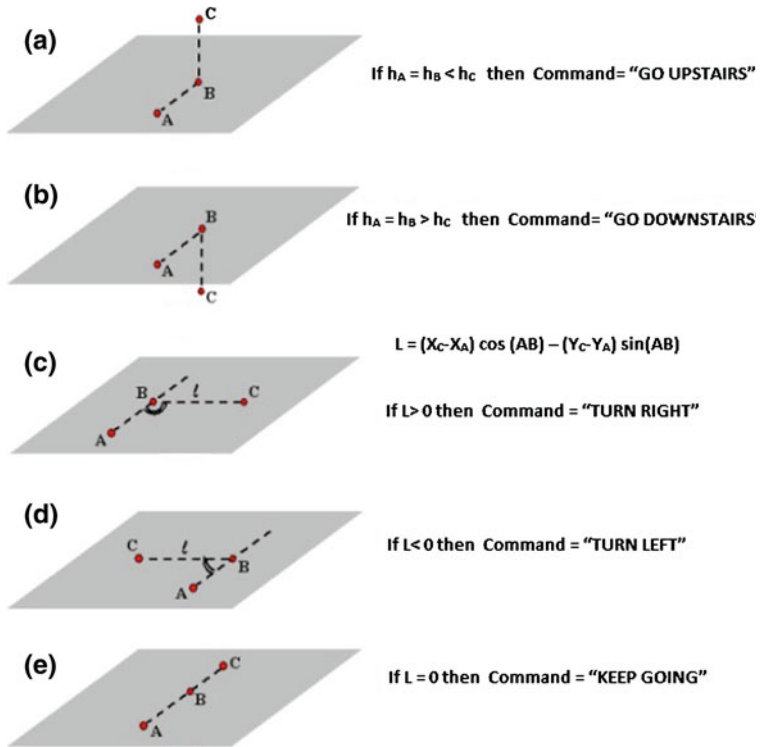 (a)
C
B
A
If hA = hB < hC then Command= “GO UPSTAIRS”
(b)
B
A
C
If hA = hB > hC then Command= “GO DOWNSTAIRS
L = (XC-XA) cos (AB) – (YC-YA) sin(AB)
(c)
B
l
C
A
If L> 0 then Command = “TURN RIGHT”
(d)
C
l
B
A
If L< 0 then Command = “TURN LEFT”
(e)
C
B
A
If L = 0 then Command = “KEEP GOING”